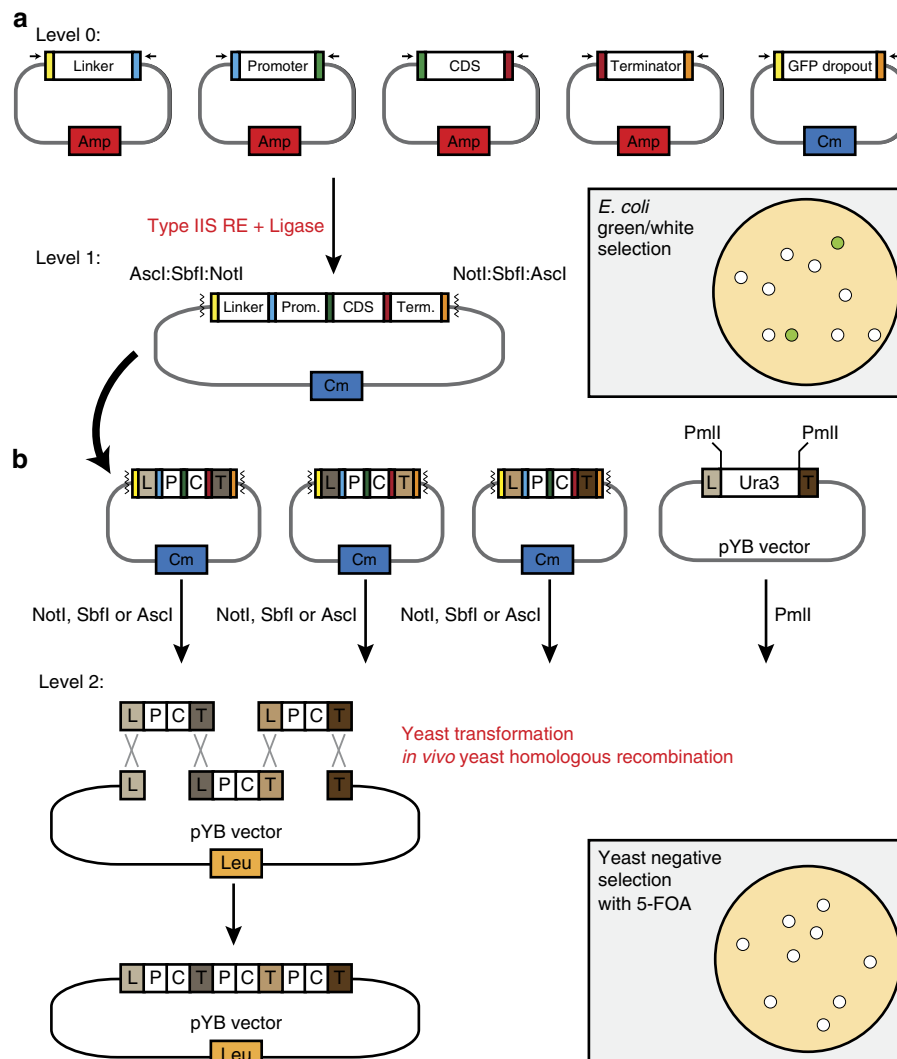 a
Level 0:
Linker
Promoter
CDS
Terminator
GFP dropout
Amp
Amp
Amp
Amp
Cm
Type IIS RE + Ligase
E. coli
green/white
selection
Level 1:
AscI:SbfI:NotI
NotI:SbfI:AscI
Linker
Prom.
CDS
Term.
Cm
b
PmlI
PmlI
L P C T
L P C T
L P C T
L Ura3 T
pYB vector
Cm
Cm
Cm
NotI, SbfI or AscI
NotI, SbfI or AscI
NotI, SbfI or AscI
PmlI
Level 2:
L P C T
L P C T
Yeast transformation
in vivo yeast homologous recombination
L
L P C T
T
pYB vector
Leu
Yeast negative
selection
with 5-FOA
L P C T P C T P C T
pYB vector
Leu